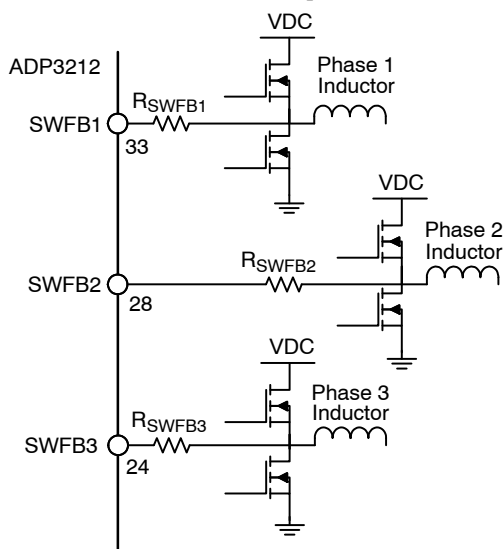 VDC
ADP3212
Phase 1
Inductor
RSWFB1
SWFB1
33
VDC
Phase 2
Inductor
RSWFB2
SWFB2
28
VDC
Phase 3
Inductor
RSWFB3
SWFB3
24